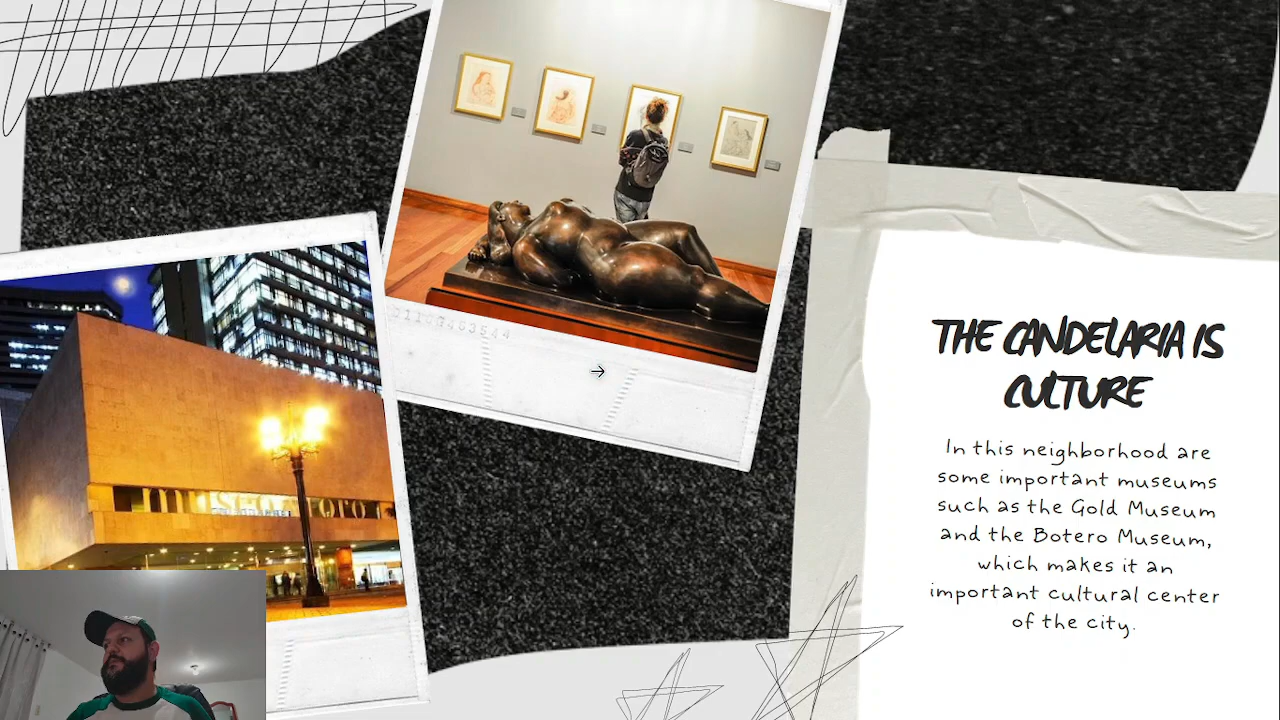 THE CANDELARIA IS
CULTURE
In this neighborhood are
some important museums
such as the Gold Museum
and the Botero Museum,
which makes it an
important cultural center
of the city.